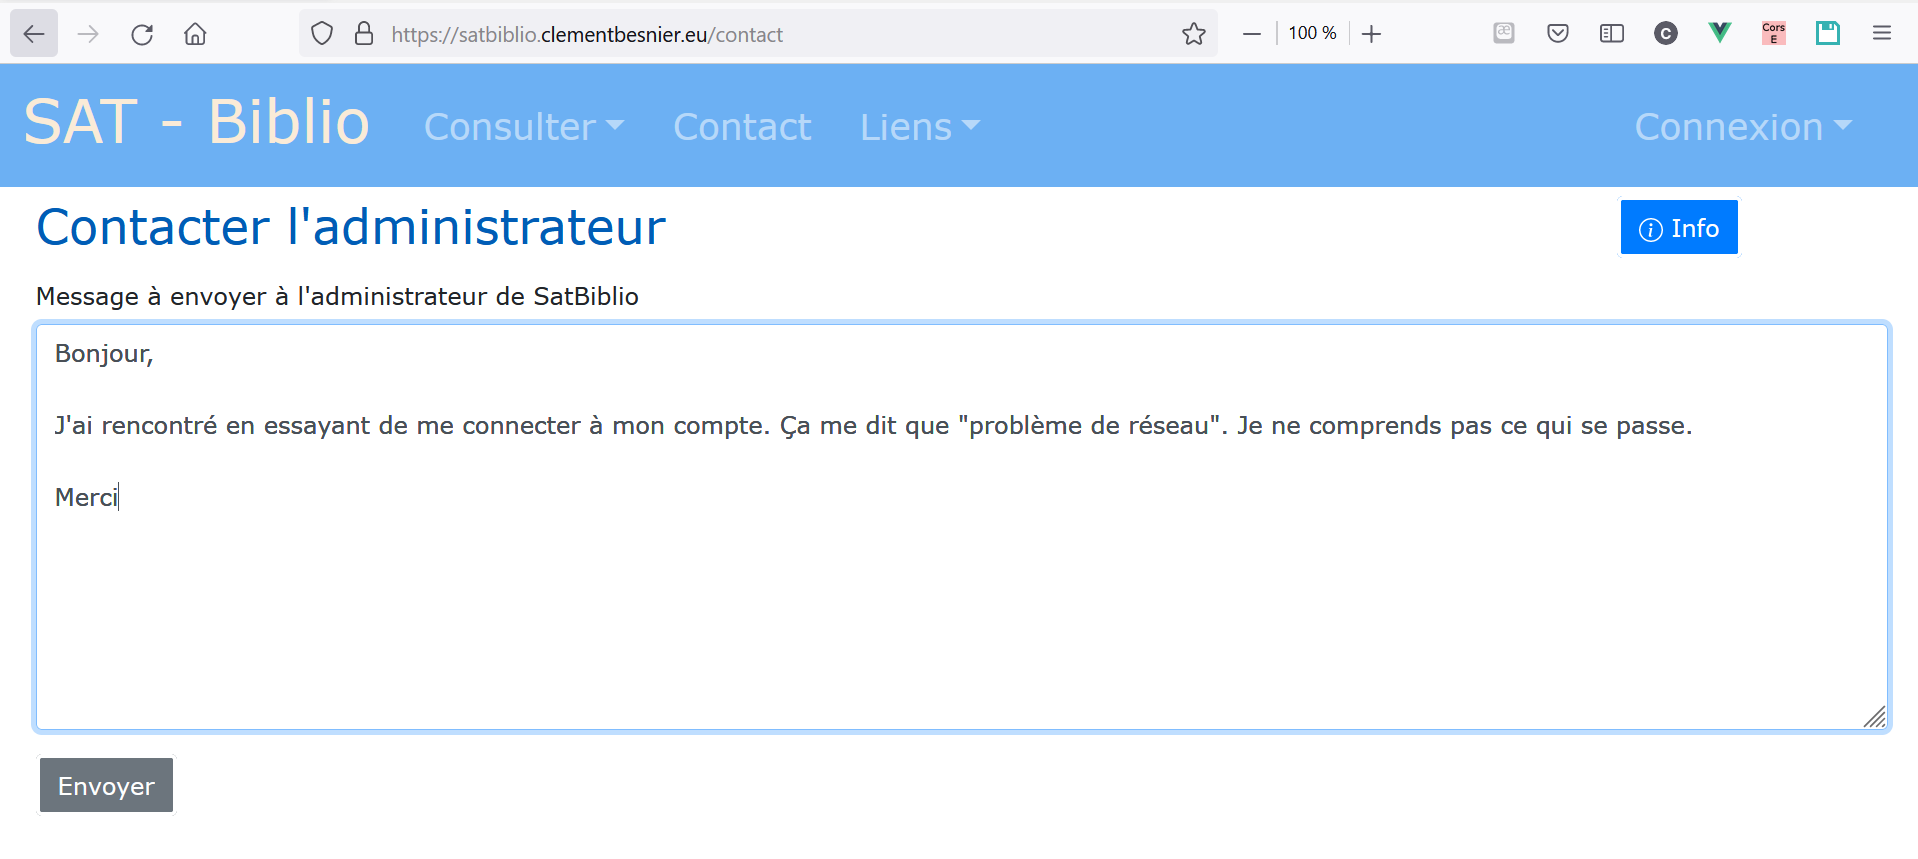 https://satbiblio.clementbesnier.eu/contact
100 %
æ
C
Cors
E
SAT - Biblio
Consulter
Contact
Liens
Connexion
Contacter l'administrateur
Info
Message à envoyer à l'administrateur de SatBiblio
Bonjour,
J'ai rencontré en essayant de me connecter à mon compte. Ça me dit que "problème de réseau". Je ne comprends pas ce qui se passe.
Merci
Envoyer